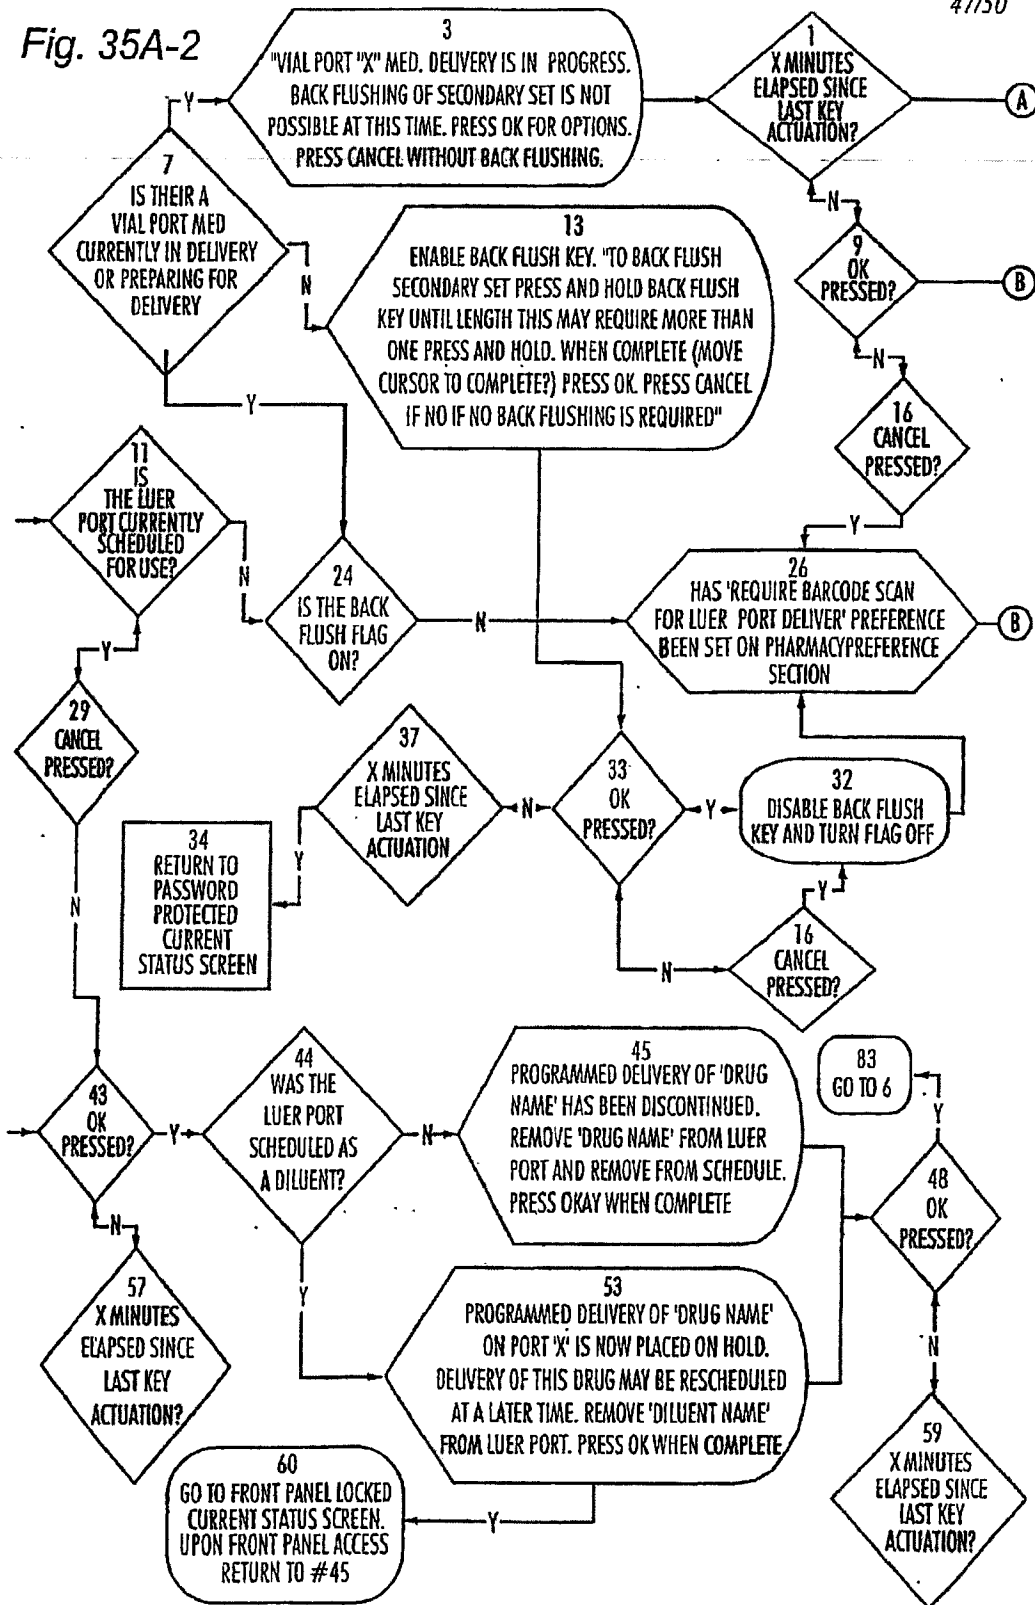 47/50
Fig. 35A-2
3
"VIAL PORT "X" MED. DELIVERY IS IN PROGRESS.
BACK FLUSHING OF SECONDARY SET IS NOT
POSSIBLE AT THIS TIME. PRESS OK FOR OPTIONS.
PRESS CANCEL WITHOUT BACK FLUSHING.
1
X MINUTES
ELAPSED SINCE
LAST KEY
ACTUATION?
A
Y
7
IS THEIR A
VIAL PORT MED
CURRENTLY IN DELIVERY
OR PREPARING FOR
DELIVERY
N
13
ENABLE BACK FLUSH KEY. "TO BACK FLUSH
SECONDARY SET PRESS AND HOLD BACK FLUSH
KEY UNTIL LENGTH THIS MAY REQUIRE MORE THAN
ONE PRESS AND HOLD. WHEN COMPLETE (MOVE
CURSOR TO COMPLETE?) PRESS OK. PRESS CANCEL
IF NO IF NO BACK FLUSHING IS REQUIRED"
N
9
OK
PRESSED?
B
N
16
CANCEL
PRESSED?
Y
Y
11
IS
THE LUER
PORT CURRENTLY
SCHEDULED
FOR USE?
N
24
IS THE BACK
FLUSH FLAG
ON?
N
26
HAS 'REQUIRE BARCODE SCAN
FOR LUER PORT DELIVER' PREFERENCE
BEEN SET ON PHARMACYPREFERENCE
SECTION
B
Y
29
CANCEL
PRESSED?
N
37
X MINUTES
ELAPSED SINCE
LAST KEY
ACTUATION
N
33
OK
PRESSED?
Y
32
DISABLE BACK FLUSH
KEY AND TURN FLAG OFF
Y
34
RETURN TO
PASSWORD
PROTECTED
CURRENT
STATUS SCREEN
Y
N
16
CANCEL
PRESSED?
43
OK
PRESSED?
Y
44
WAS THE
LUER PORT
SCHEDULED AS
A DILUENT?
N
45
PROGRAMMED DELIVERY OF 'DRUG
NAME' HAS BEEN DISCONTINUED.
REMOVE 'DRUG NAME' FROM LUER
PORT AND REMOVE FROM SCHEDULE.
PRESS OKAY WHEN COMPLETE
83
GO TO 6
Y
48
OK
PRESSED?
N
57
X MINUTES
ELAPSED SINCE
LAST KEY
ACTUATION?
Y
53
PROGRAMMED DELIVERY OF 'DRUG NAME'
ON PORT 'X' IS NOW PLACED ON HOLD.
DELIVERY OF THIS DRUG MAY BE RESCHEDULED
AT A LATER TIME. REMOVE 'DILUENT NAME'
FROM LUER PORT. PRESS OK WHEN COMPLETE
N
59
X MINUTES
ELAPSED SINCE
LAST KEY
ACTUATION?
60
GO TO FRONT PANEL LOCKED
CURRENT STATUS SCREEN.
UPON FRONT PANEL ACCESS
RETURN TO #45
Y